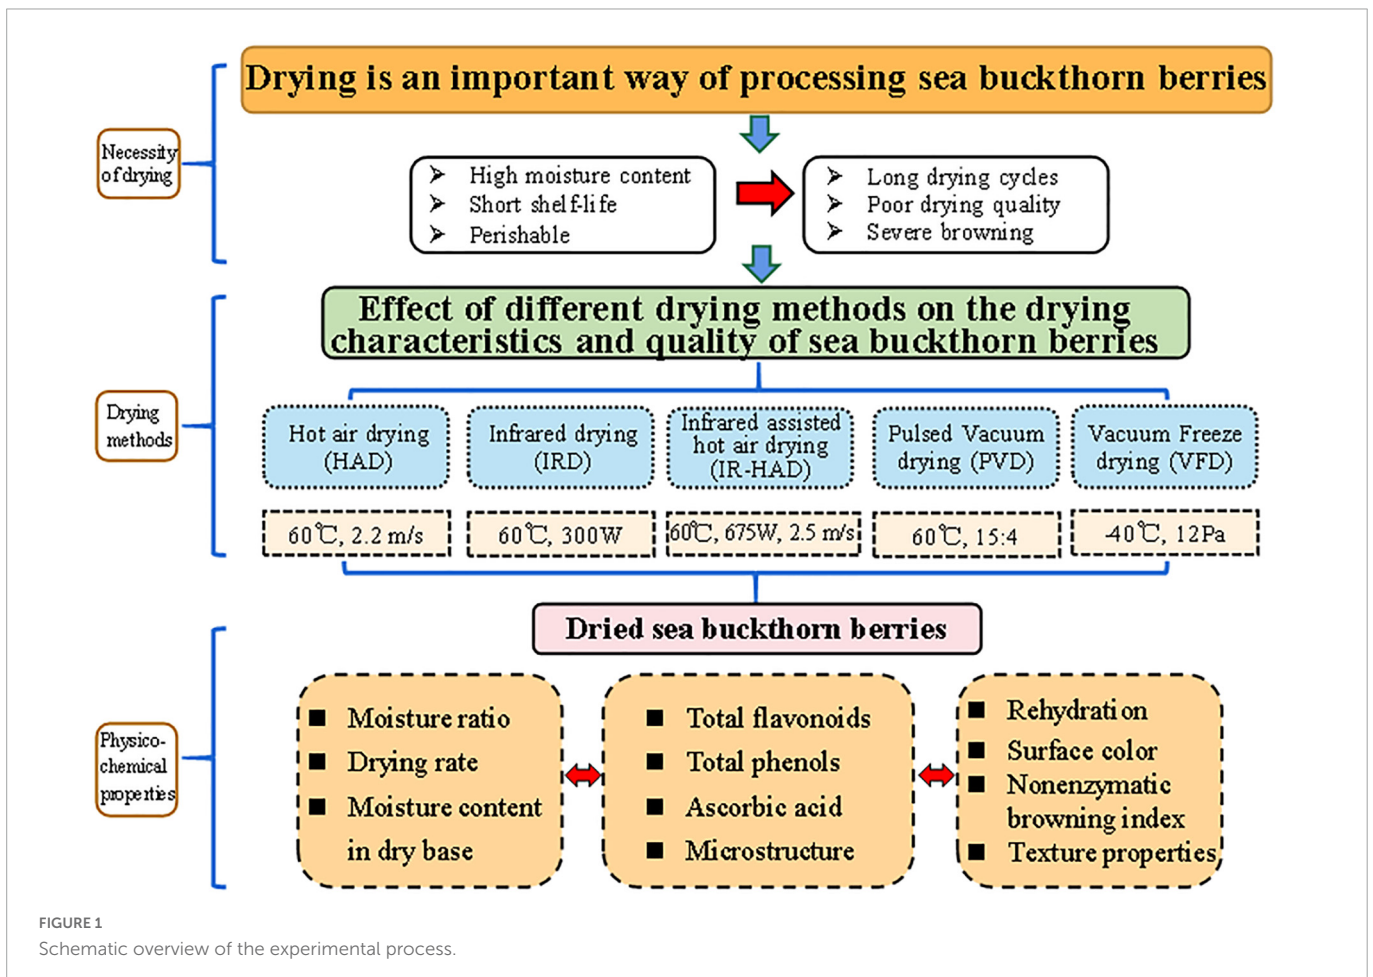 Drying is an important way of processing sea buckthorn berries
Necessity
of drying
➢ High moisture content
➢ Short shelf-life
➢ Perishable
➢ Long drying cycles
➢ Poor drying quality
➢ Severe browning
Effect of different drying methods on the drying
characteristics and quality of sea buckthorn berries
Drying
methods
Hot air drying
(HAD)
Infrared drying
(IRD)
Infrared assisted
hot air drying
(IR-HAD)
Pulsed Vacuum
drying (PVD)
Vacuum Freeze
drying (VFD)
60℃, 2.2 m/s
60℃, 300W
60℃, 675W, 2.5 m/s
60℃, 15:4
-40℃, 12Pa
Dried sea buckthorn berries
Physico-
chemical
properties
■ Moisture ratio
■ Drying rate
■ Moisture content
in dry base
■ Total flavonoids
■ Total phenols
■ Ascorbic acid
■ Microstructure
■ Rehydration
■ Surface color
■ Nonenzymatic
browning index
■ Texture properties
FIGURE 1
Schematic overview of the experimental process.